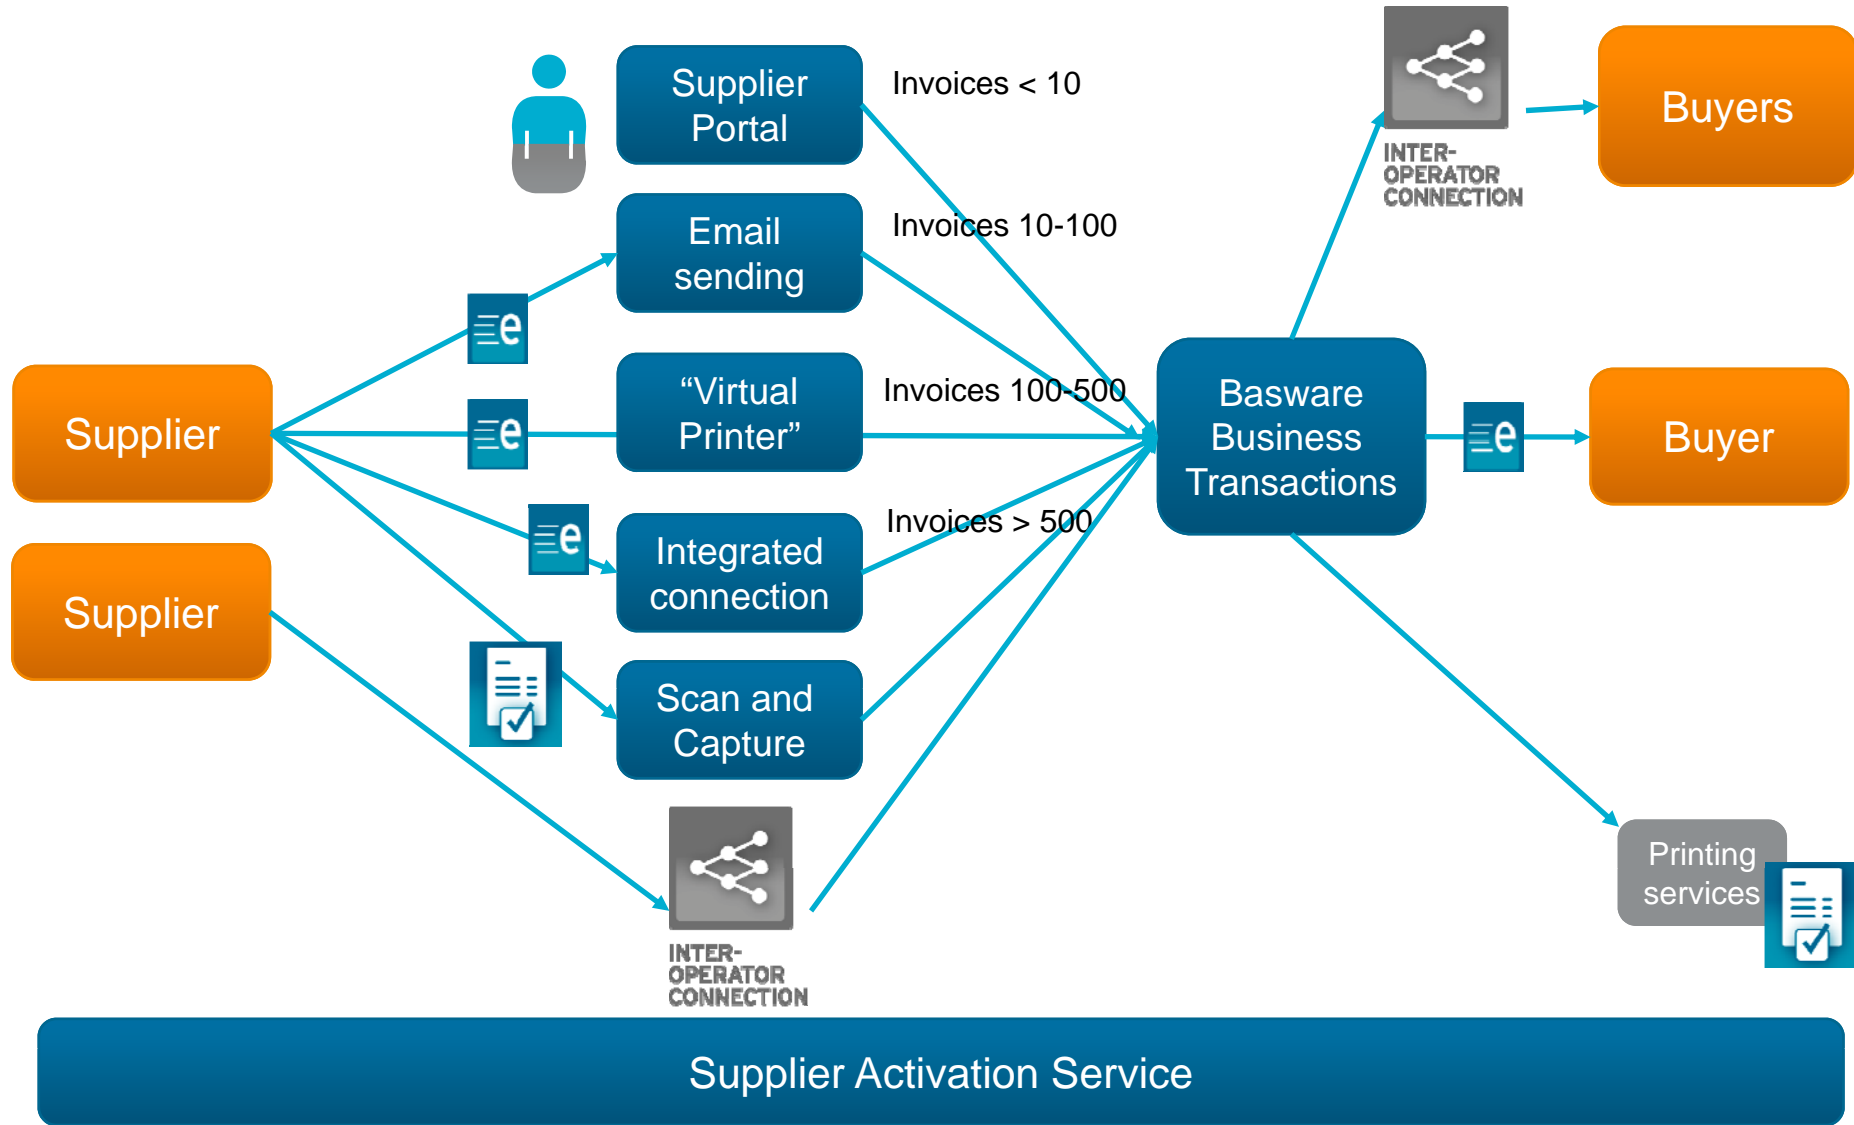 Supplier
Portal
Invoices < 10
INTER-
OPERATOR
CONNECTION
Buyers
Email
sending
Invoices 10-100
e
Supplier
e
“Virtual
Printer”
Invoices 100-500
Basware
Business
Transactions
e
Buyer
Supplier
e
Integrated
connection
Invoices > 500
Scan and
Capture
INTER-
OPERATOR
CONNECTION
Printing
services
Supplier Activation Service